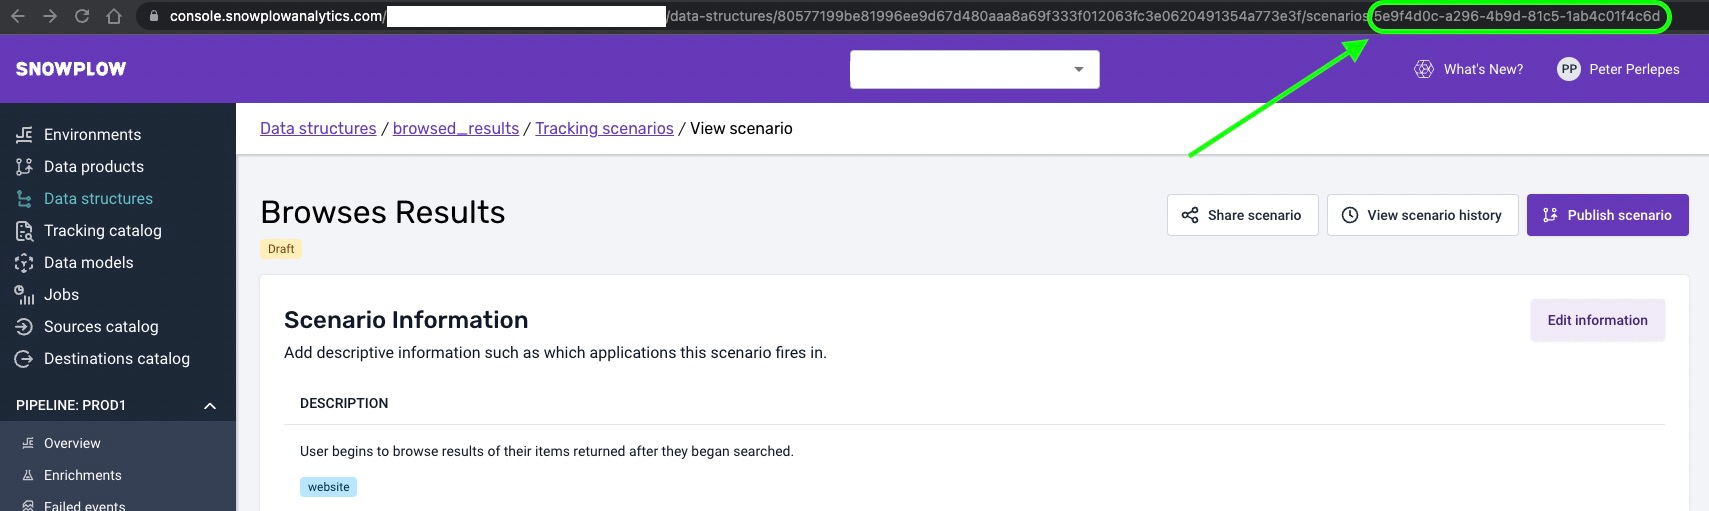 console.snowplowanalytics.com/ /data-structures/80577199be81996ee9d67d480aaa8a69f333f012063fc3e0620491354a773e3f/scenarios/5e9f4d0c-a296-4b9d-81c5-1ab4c01f4c6d
SNOWPLOW
What's New?
PP Peter Perlepes
Environments
Data products
Data structures
Tracking catalog
Data models
Jobs
Sources catalog
Destinations catalog
PIPELINE: PROD1
Overview
Enrichments
Failed events
Data structures / browsed_results / Tracking scenarios / View scenario
Browses Results
Draft
Share scenario
View scenario history
Publish scenario
Scenario Information
Edit information
Add descriptive information such as which applications this scenario fires in.
DESCRIPTION
User begins to browse results of their items returned after they began searched.
website